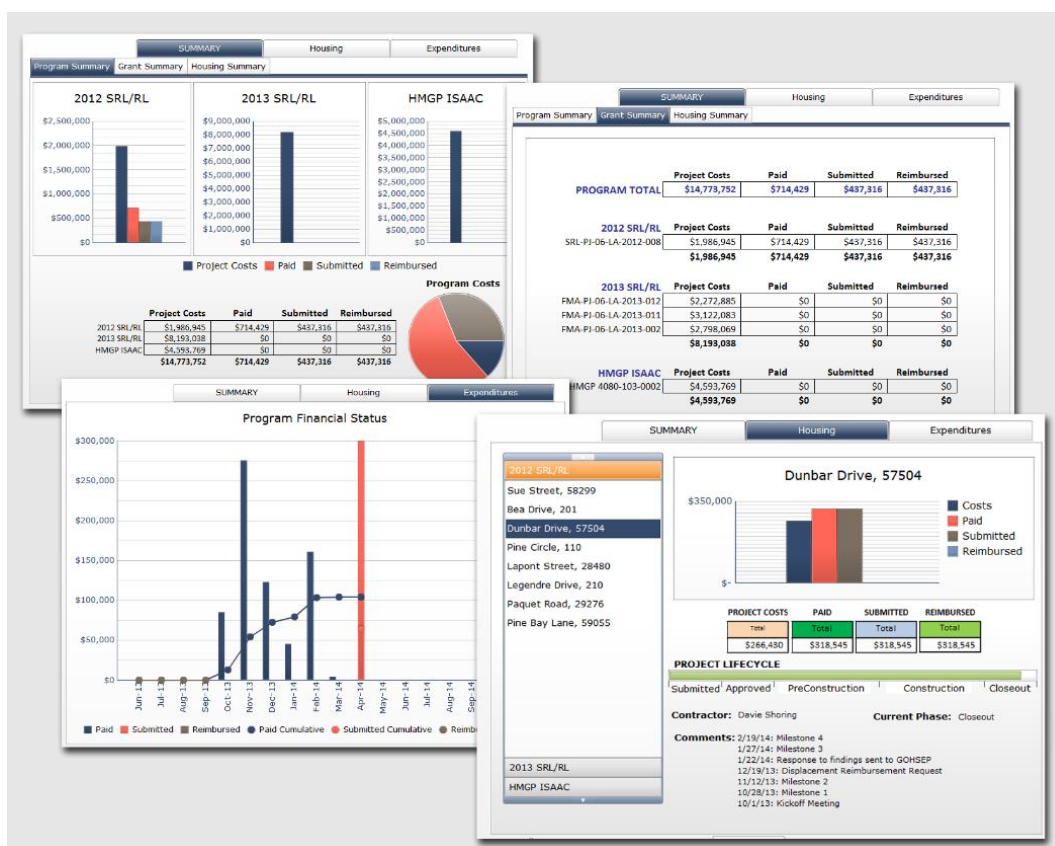 SUMMARY Housing Expenditures
Program Summary Grant Summary Housing Summary
2012 SRL/RL
$2,500,000
$2,000,000
$1,500,000
$1,000,000
$500,000
$0
2013 SRL/RL
$9,000,000
$8,000,000
$7,000,000
$6,000,000
$5,000,000
$4,000,000
$3,000,000
$2,000,000
$1,000,000
$0
HMGP ISAAC
$5,000,000
$4,500,000
$4,000,000
$3,500,000
$3,000,000
$2,500,000
$2,000,000
$1,500,000
$1,000,000
$500,000
$0
Project Costs Paid Submitted Reimbursed
Program Costs
Project Costs Paid Submitted Reimbursed
2012 SRL/RL $1,986,945 $714,429 $437,316 $437,316
2013 SRL/RL $8,193,038 $0 $0 $0
HMGP ISAAC $4,593,769 $0 $0 $0
$14,773,752 $714,429 $437,316 $437,316
SUMMARY Housing Expenditures
Program Summary Grant Summary Housing Summary
Project Costs Paid Submitted Reimbursed
PROGRAM TOTAL $14,773,752 $714,429 $437,316 $437,316
2012 SRL/RL Project Costs Paid Submitted Reimbursed
SRL-PJ-06-LA-2012-008 $1,986,945 $714,429 $437,316 $437,316
$1,986,945 $714,429 $437,316 $437,316
2013 SRL/RL Project Costs Paid Submitted Reimbursed
FMA-PJ-06-LA-2013-012 $2,272,885 $0 $0 $0
FMA-PJ-06-LA-2013-011 $3,122,083 $0 $0 $0
FMA-PJ-06-LA-2013-002 $2,798,069 $0 $0 $0
$8,193,038 $0 $0 $0
HMGP ISAAC Project Costs Paid Submitted Reimbursed
HMGP 4080-103-0002 $4,593,769 $0 $0 $0
$4,593,769 $0 $0 $0
SUMMARY Housing Expenditures
Program Financial Status
$300,000
$250,000
$200,000
$150,000
$100,000
$50,000
$0
Jun-13 Jul-13 Aug-13 Sep-13 Oct-13 Nov-13 Dec-13 Jan-14 Feb-14 Mar-14 Apr-14 May-14 Jun-14 Jul-14 Aug-14 Sep-14
Paid Submitted Reimbursed Paid Cumulative Submitted Cumulative
SUMMARY Housing Expenditures
2012 SRL/RL
Sue Street, 58299
Bea Drive, 201
Dunbar Drive, 57504
Pine Circle, 110
Lapont Street, 28480
Legendre Drive, 210
Paquet Road, 29276
Pine Bay Lane, 59055
2013 SRL/RL
HMGP ISAAC
Dunbar Drive, 57504
$350,000
$-
Costs
Paid
Submitted
Reimbursed
PROJECT COSTS PAID SUBMITTED REIMBURSED
Total Total Total Total
$266,430 $318,545 $318,545 $318,545
PROJECT LIFECYCLE
Submitted Approved PreConstruction Construction Closeout
Contractor: Davie Shoring Current Phase: Closeout
Comments: 2/19/14: Milestone 4
1/27/14: Milestone 3
1/22/14: Response to findings sent to GOHSEP
12/19/13: Displacement Reimbursement Request
11/12/13: Milestone 2
10/28/13: Milestone 1
10/1/13: Kickoff Meeting